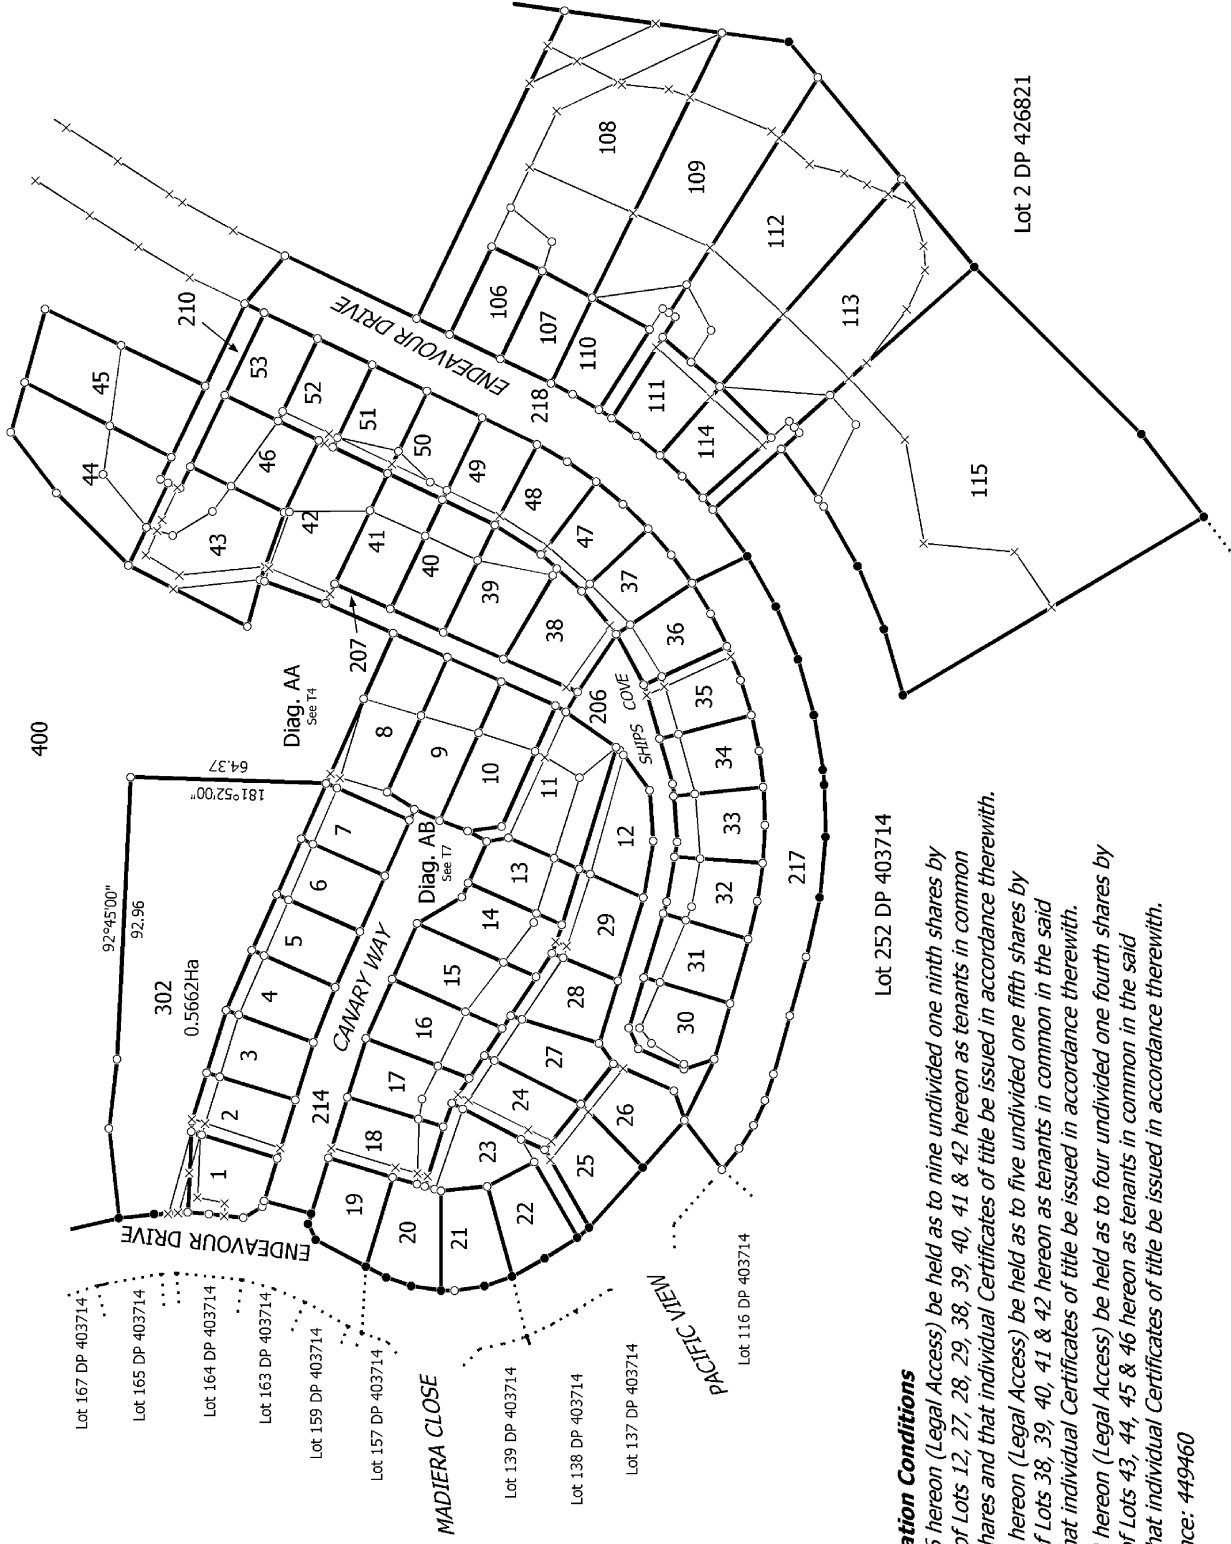 400
302
0.5662Ha
92°45'00"
92.96
181°52'00"
64.37
Diag. AA
See T4
Diag. AB
See T7
ENDEAVOUR DRIVE
ENDEAVOUR DRIVE
CANARY WAY
SHIPS COVE
MADIERA CLOSE
PACIFIC VIEW
1
2
3
4
5
6
7
8
9
10
11
12
13
14
15
16
17
18
19
20
21
22
23
24
25
26
27
28
29
30
31
32
33
34
35
36
37
38
39
40
41
42
43
44
45
46
47
48
49
50
51
52
53
106
107
108
109
110
111
112
113
114
115
206
207
210
214
217
218
Lot 167 DP 403714
Lot 165 DP 403714
Lot 164 DP 403714
Lot 163 DP 403714
Lot 159 DP 403714
Lot 157 DP 403714
Lot 139 DP 403714
Lot 138 DP 403714
Lot 137 DP 403714
Lot 116 DP 403714
Lot 252 DP 403714
Lot 2 DP 426821
ation Conditions
hereon (Legal Access) be held as to nine undivided one ninth shares by
of Lots 12, 27, 28, 29, 38, 39, 40, 41 & 42 hereon as tenants in common
hares and that individual Certificates of title be issued in accordance therewith.
hereon (Legal Access) be held as to five undivided one fifth shares by
f Lots 38, 39, 40, 41 & 42 hereon as tenants in common in the said
hat individual Certificates of title be issued in accordance therewith.
hereon (Legal Access) be held as to four undivided one fourth shares by
f Lots 43, 44, 45 & 46 hereon as tenants in common in the said
hat individual Certificates of title be issued in accordance therewith.
nce: 449460